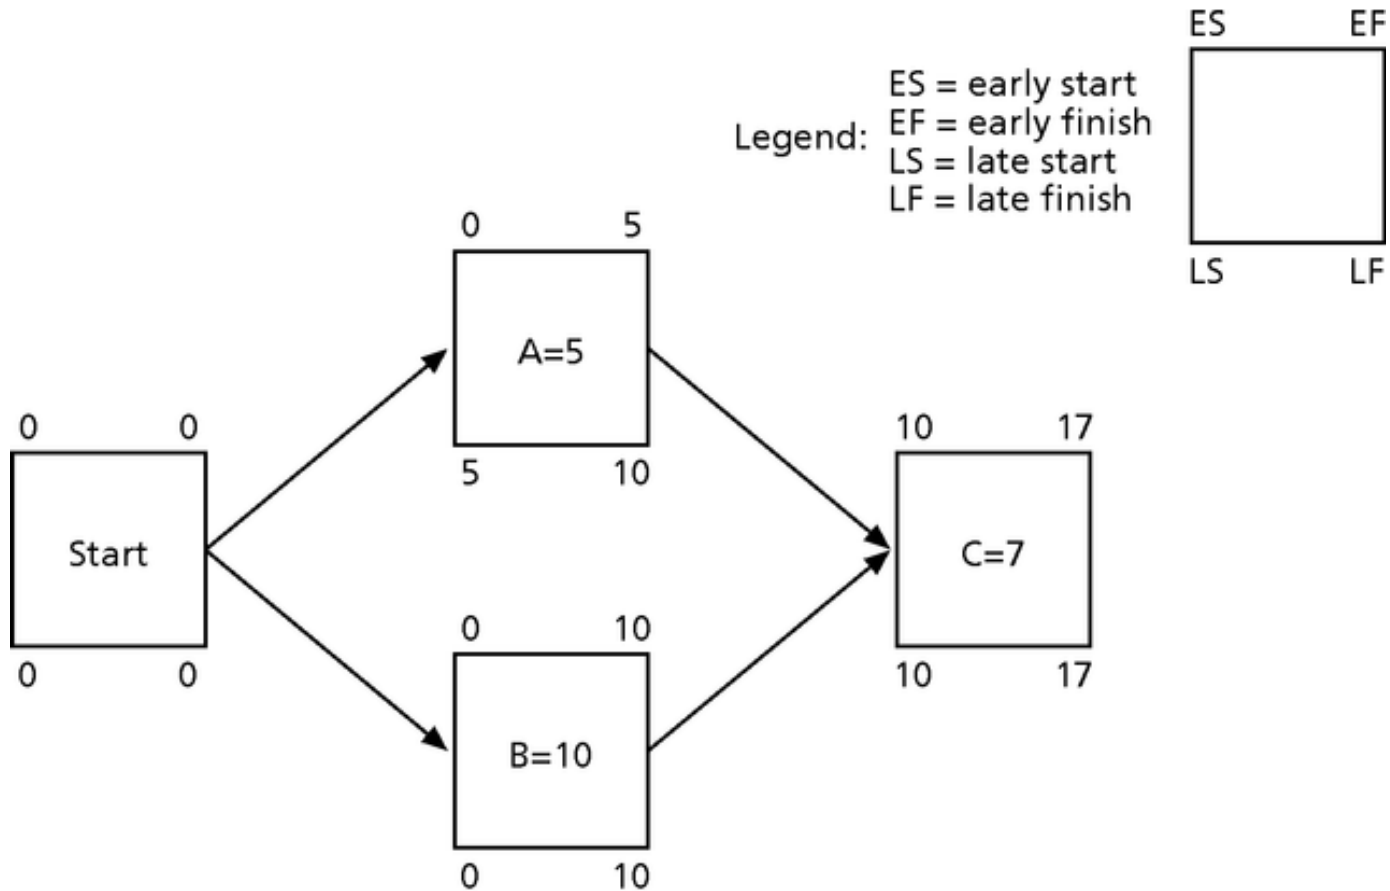 ES EF
Legend:
ES = early start
EF = early finish
LS = late start
LF = late finish
LS LF
0 5
A=5
5 10
0 0
Start
0 0
10 17
C=7
10 17
0 10
B=10
0 10